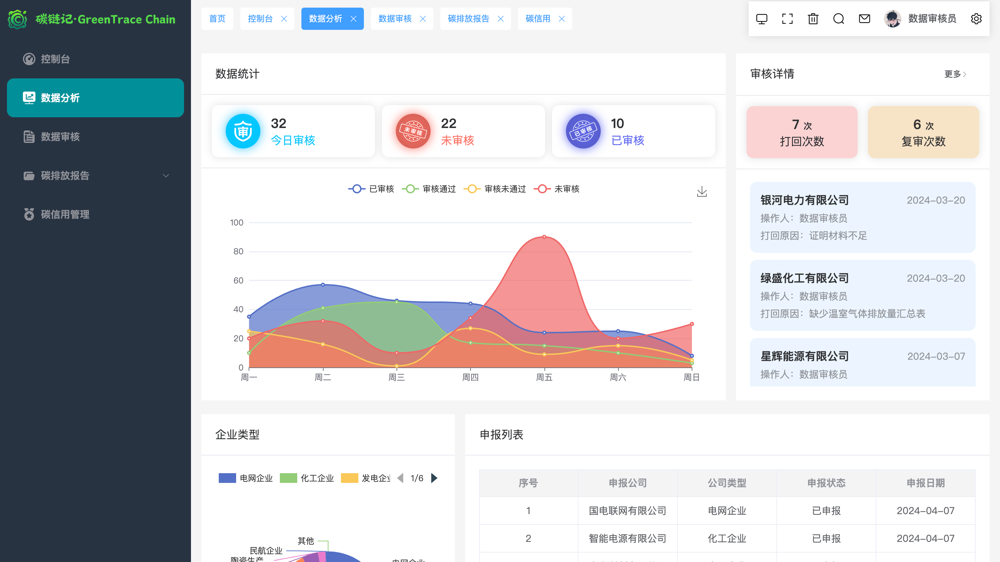 碳链记·GreenTrace Chain
首页
控制台
数据分析
数据审核
碳排放报告
碳信用
数据审核员
控制台
数据分析
数据审核
碳排放报告
碳信用管理
数据统计
审
32
今日审核
未审核
22
未审核
已审核
10
已审核
已审核 审核通过 审核未通过 未审核
100
80
60
40
20
0
周一 周二 周三 周四 周五 周六 周日
审核详情
更多
7 次
打回次数
6 次
复审次数
银河电力有限公司 2024-03-20
操作人：数据审核员
打回原因：证明材料不足
绿盛化工有限公司 2024-03-20
操作人：数据审核员
打回原因：缺少温室气体排放量汇总表
星辉能源有限公司 2024-03-07
操作人：数据审核员
企业类型
电网企业 化工企业 发电企业 1/6
其他
民航企业
陶瓷生产
电网企业
申报列表
序号 申报公司 公司类型 申报状态 申报日期
1 国电联网有限公司 电网企业 已申报 2024-04-07
2 智能电源有限公司 化工企业 已申报 2024-04-07